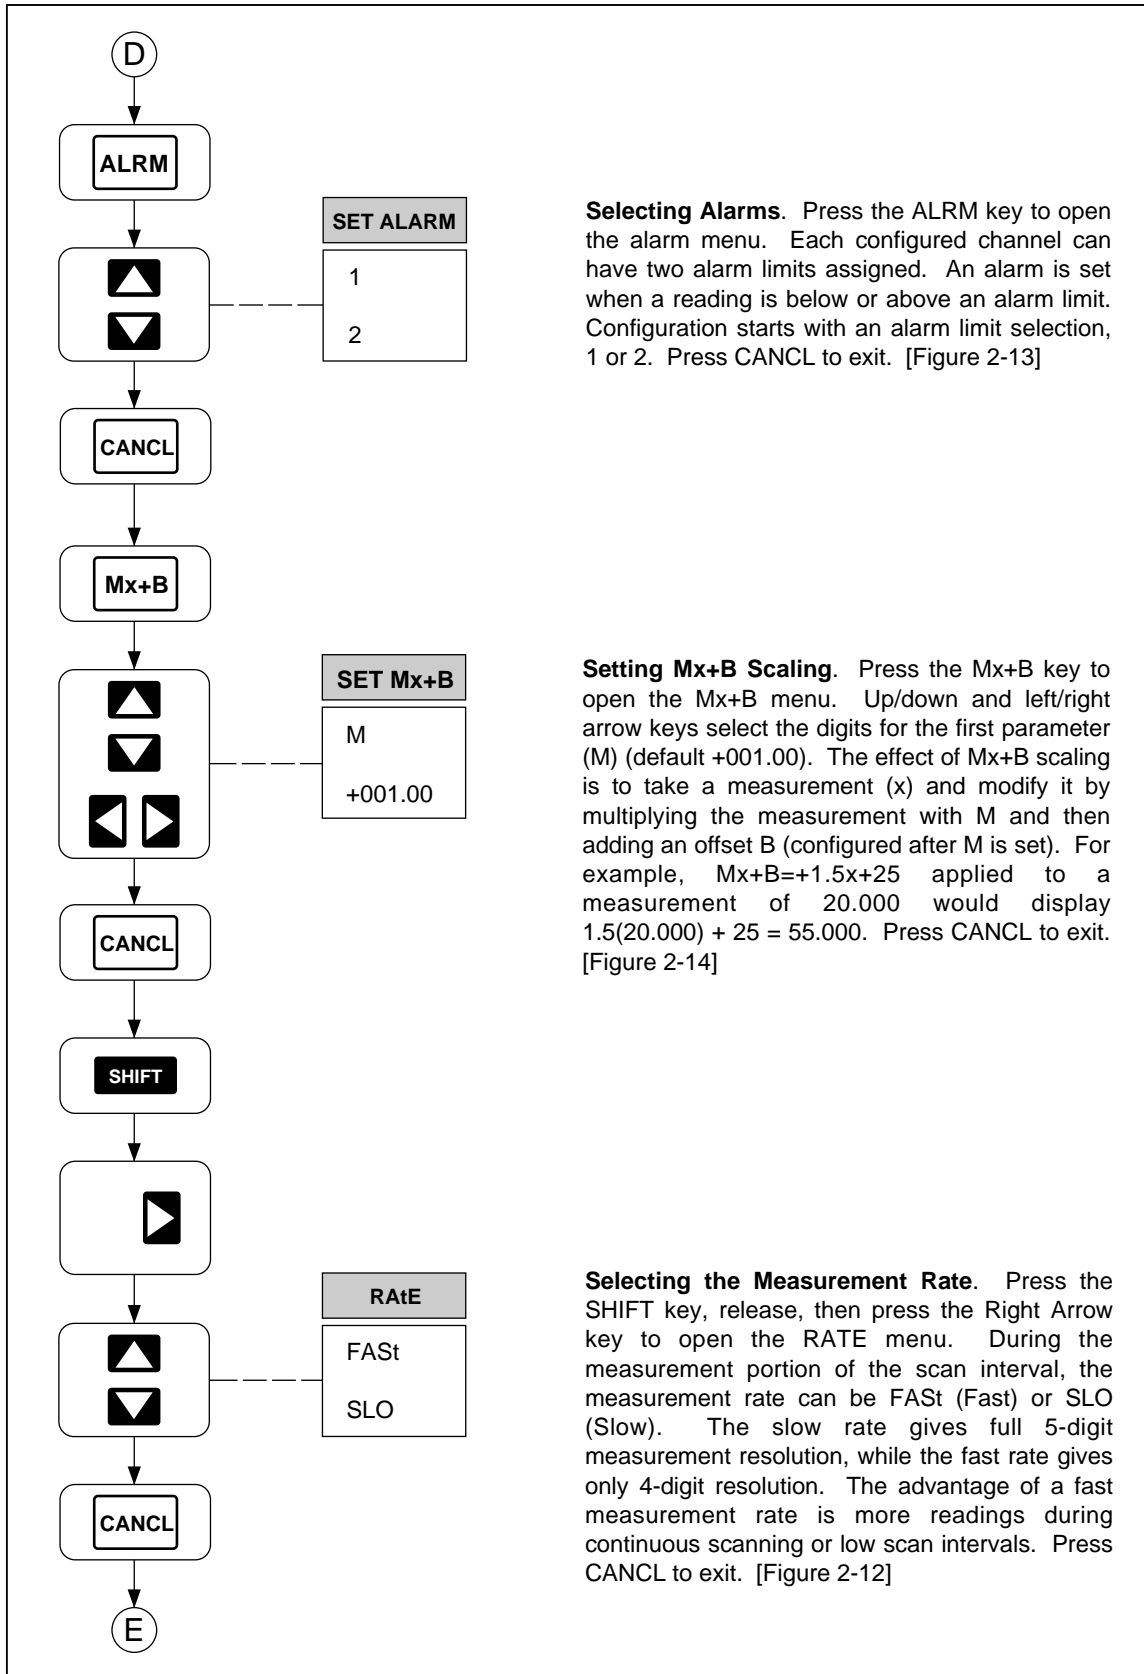 D
ALRM
SET ALARM
1
2
Selecting Alarms. Press the ALRM key to open
the alarm menu. Each configured channel can
have two alarm limits assigned. An alarm is set
when a reading is below or above an alarm limit.
Configuration starts with an alarm limit selection,
1 or 2. Press CANCL to exit. [Figure 2-13]
CANCL
Mx+B
SET Mx+B
M
+001.00
Setting Mx+B Scaling. Press the Mx+B key to
open the Mx+B menu. Up/down and left/right
arrow keys select the digits for the first parameter
(M) (default +001.00). The effect of Mx+B scaling
is to take a measurement (x) and modify it by
multiplying the measurement with M and then
adding an offset B (configured after M is set). For
example, Mx+B=+1.5x+25 applied to a
measurement of 20.000 would display
1.5(20.000) + 25 = 55.000. Press CANCL to exit.
[Figure 2-14]
CANCL
SHIFT
RAtE
FASt
SLO
Selecting the Measurement Rate. Press the
SHIFT key, release, then press the Right Arrow
key to open the RATE menu. During the
measurement portion of the scan interval, the
measurement rate can be FASt (Fast) or SLO
(Slow). The slow rate gives full 5-digit
measurement resolution, while the fast rate gives
only 4-digit resolution. The advantage of a fast
measurement rate is more readings during
continuous scanning or low scan intervals. Press
CANCL to exit. [Figure 2-12]
CANCL
E